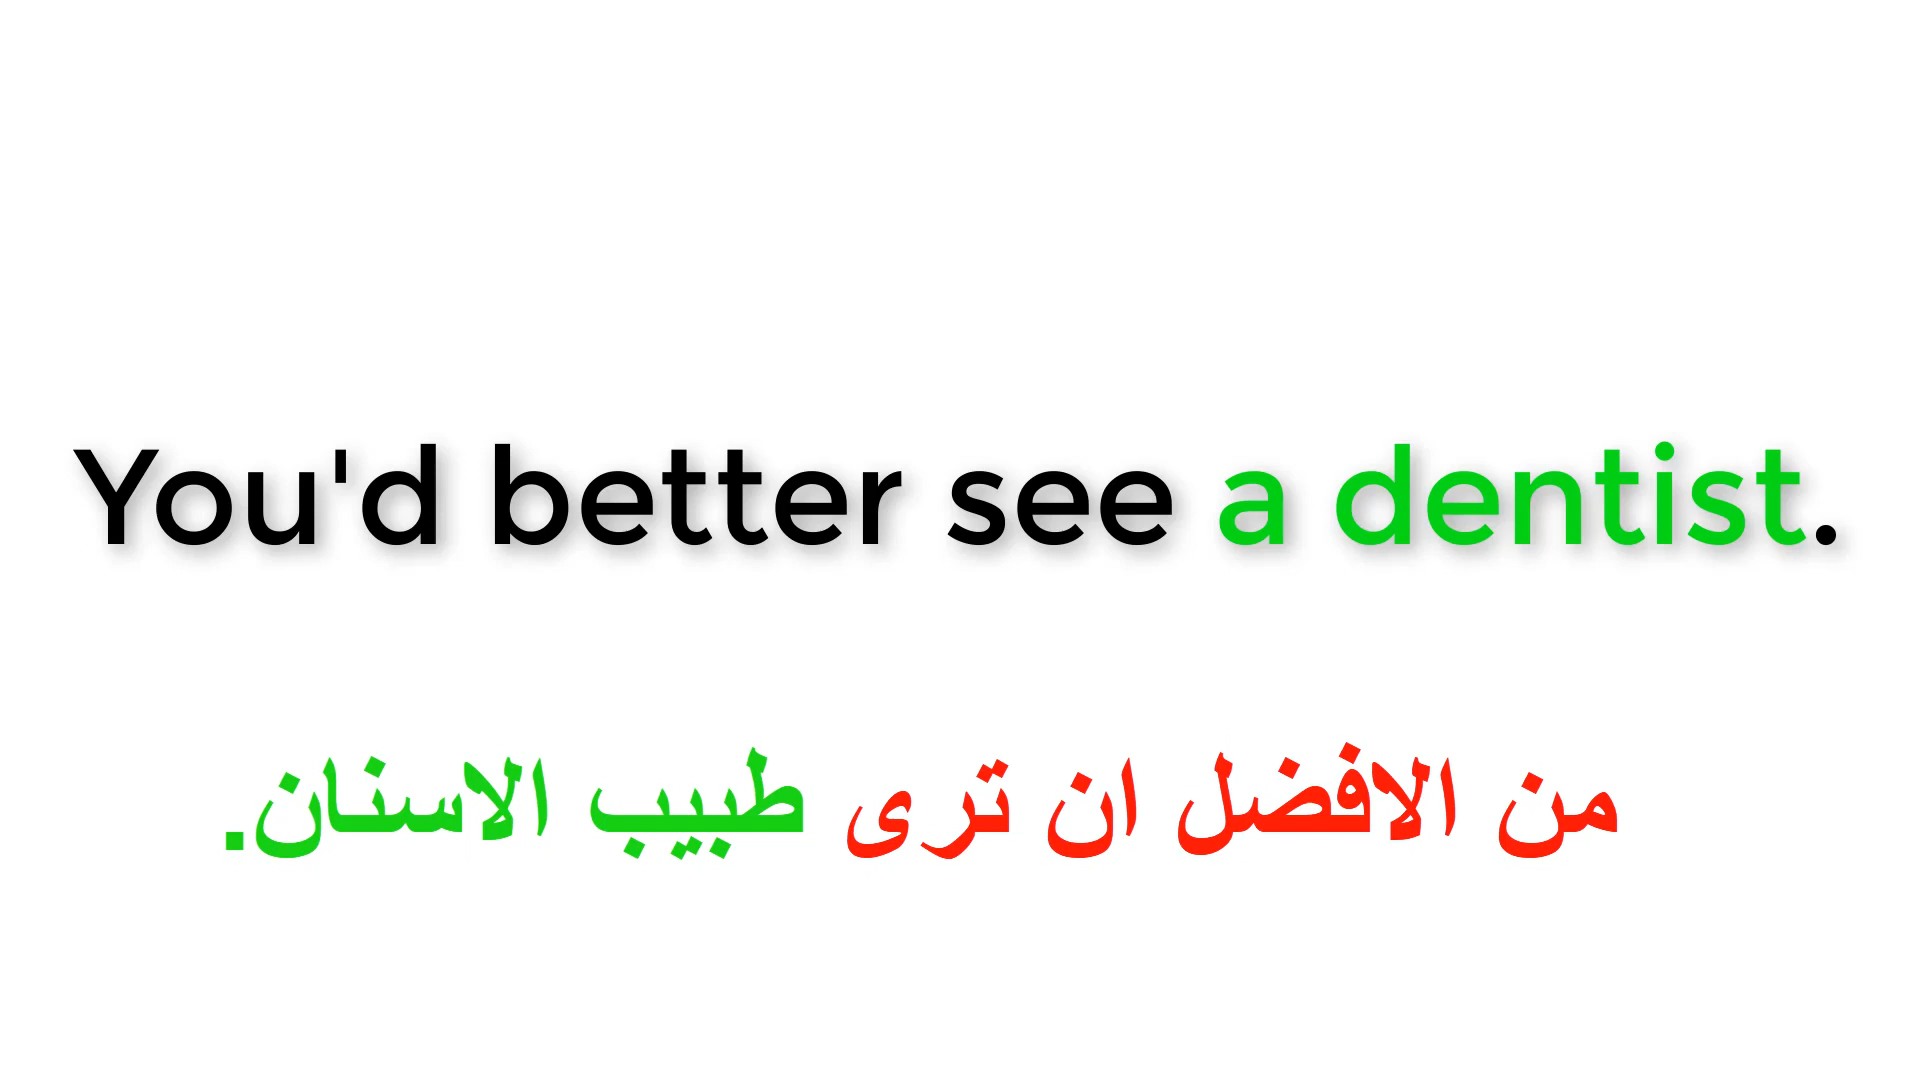 You'd better see a dentist.
من الافضل ان ترى طبيب الاسنان.